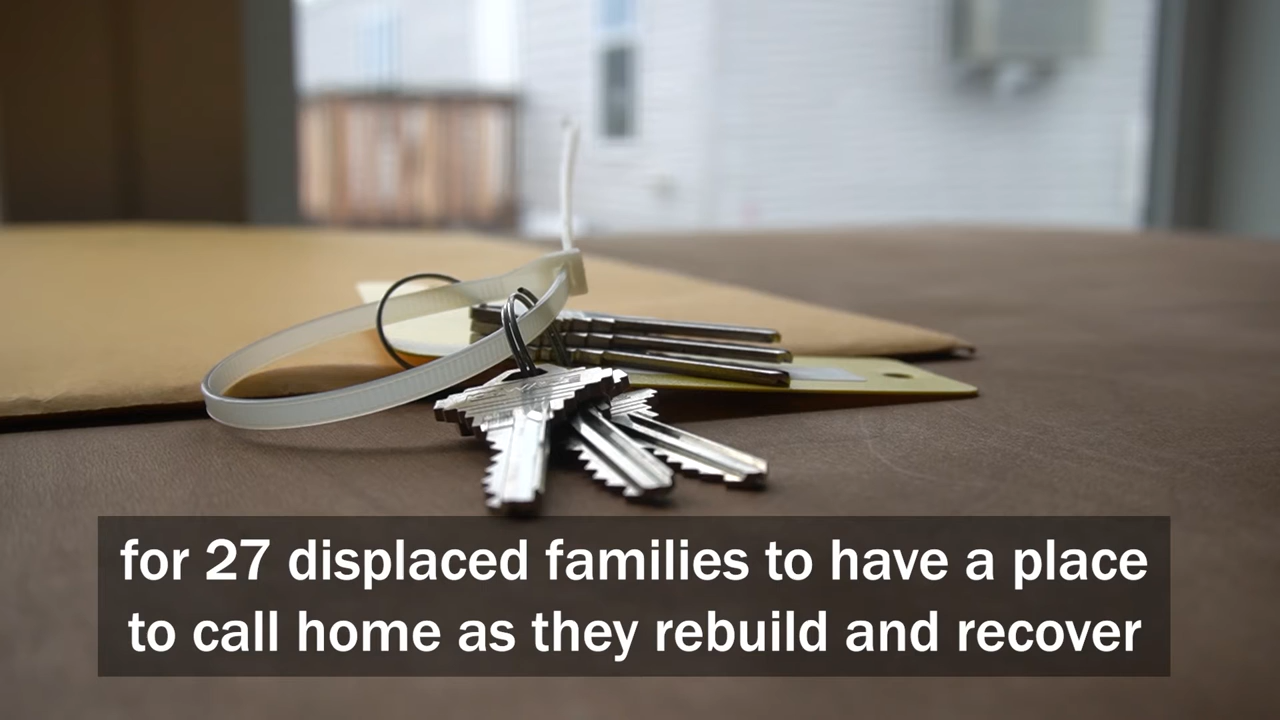 for 27 displaced families to have a place
to call home as they rebuild and recover